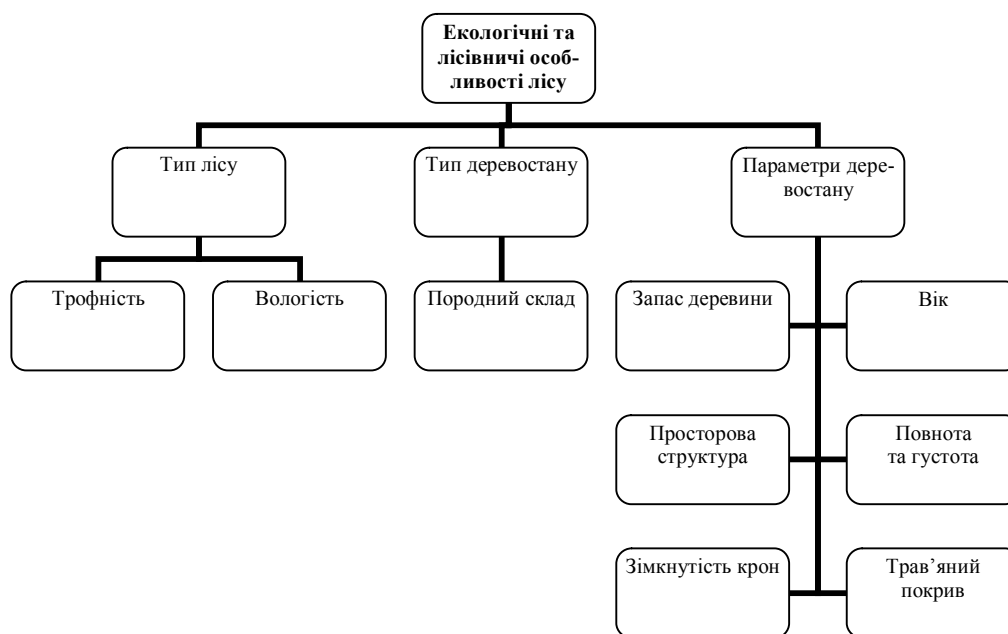 Екологічні та
лісівничі особ-
ливості лісу
Тип лісу
Тип деревостану
Параметри дере-
востану
Трофність
Вологість
Породний склад
Запас деревини
Вік
Просторова
структура
Повнота
та густота
Зімкнутість крон
Трав’яний
покрив